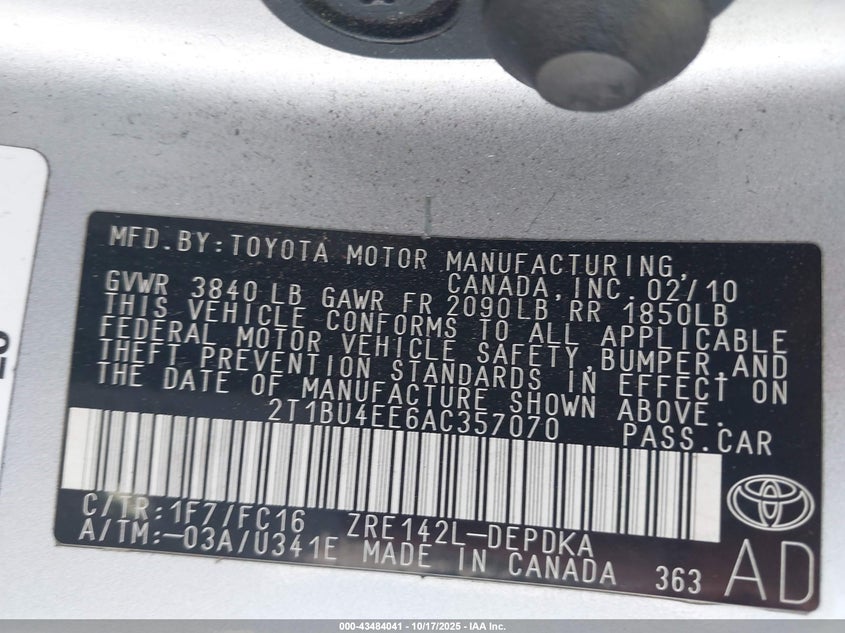 MFD.BY:TOYOTA MOTOR MANUFACTURING,
CANADA, INC. 02/10
GVWR 3840 LB GAWR FR 2090LB RR 1850LB
THIS VEHICLE CONFORMS TO ALL APPLICABLE
FEDERAL MOTOR VEHICLE SAFETY, BUMPER, AND
THEFT PREVENTION STANDARDS IN EFFECT ON
THE DATE OF MANUFACTURE SHOWN ABOVE.
2T1BU4EE6AC357070 PASS.CAR
C/TR:1F7/FC16 ZRE142L-DEPDKA
A/TM:-03A/U341E MADE IN CANADA 363 AD
000-43484041 - 10/17/2025 - IAA Inc.